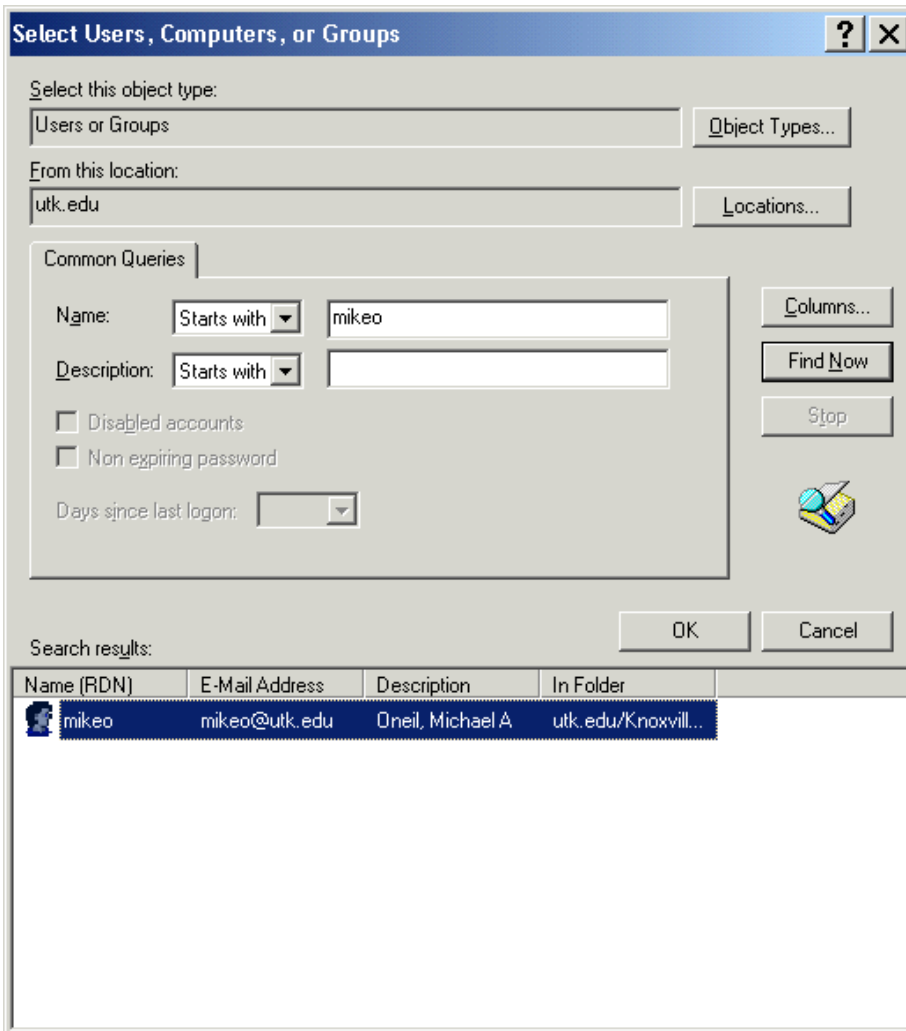 Select Users, Computers, or Groups
Select this object type:
Users or Groups
Object Types...
From this location:
utk.edu
Locations...
Common Queries
Name:
Starts with
mikeo
Columns...
Description:
Starts with
Find Now
Disabled accounts
Stop
Non expiring password
Days since last logon:
OK
Cancel
Search results:
Name (RDN) E-Mail Address Description In Folder
mikeo mikeo@utk.edu Oneil, Michael A utk.edu/Knoxvill...